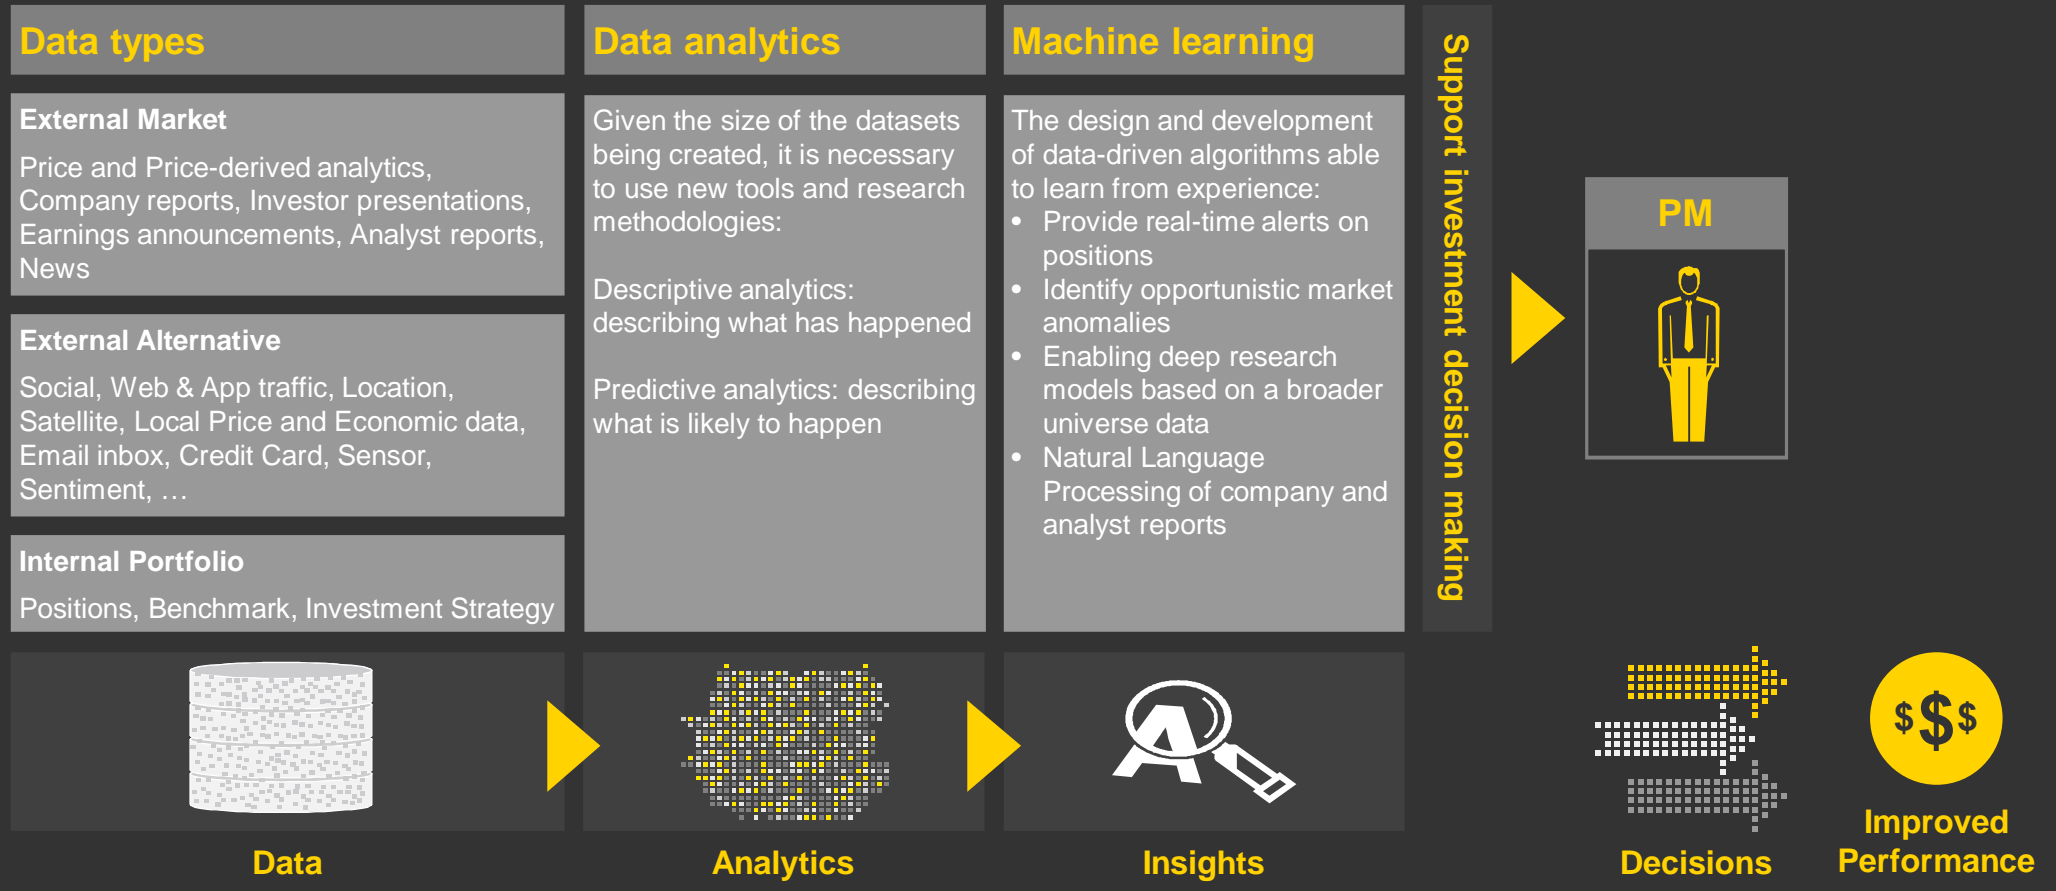 Data types
External Market
Price and Price-derived analytics,
Company reports, Investor presentations,
Earnings announcements, Analyst reports,
News
External Alternative
Social, Web & App traffic, Location,
Satellite, Local Price and Economic data,
Email inbox, Credit Card, Sensor,
Sentiment, …
Internal Portfolio
Positions, Benchmark, Investment Strategy
Data analytics
Given the size of the datasets
being created, it is necessary
to use new tools and research
methodologies:
Descriptive analytics:
describing what has happened
Predictive analytics: describing
what is likely to happen
Machine learning
The design and development
of data-driven algorithms able
to learn from experience:
• Provide real-time alerts on
positions
• Identify opportunistic market
anomalies
• Enabling deep research
models based on a broader
universe data
• Natural Language
Processing of company and
analyst reports
Support investment decision making
PM
A
$$$
Data
Analytics
Insights
Decisions
Improved
Performance